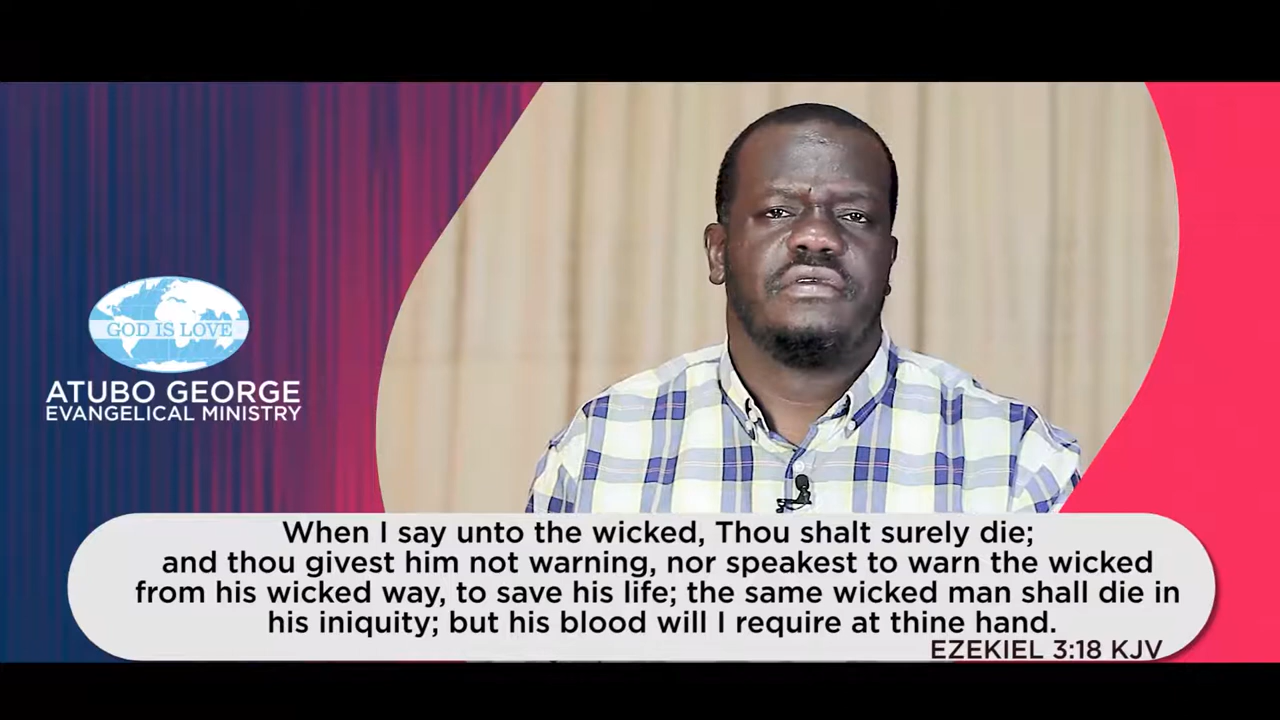 GOD IS LOVE
ATUBO GEORGE
EVANGELICAL MINISTRY
When I say unto the wicked, Thou shalt surely die;
and thou givest him not warning, nor speakest to warn the wicked
from his wicked way, to save his life; the same wicked man shall die in
his iniquity; but his blood will I require at thine hand.
EZEKIEL 3:18 KJV